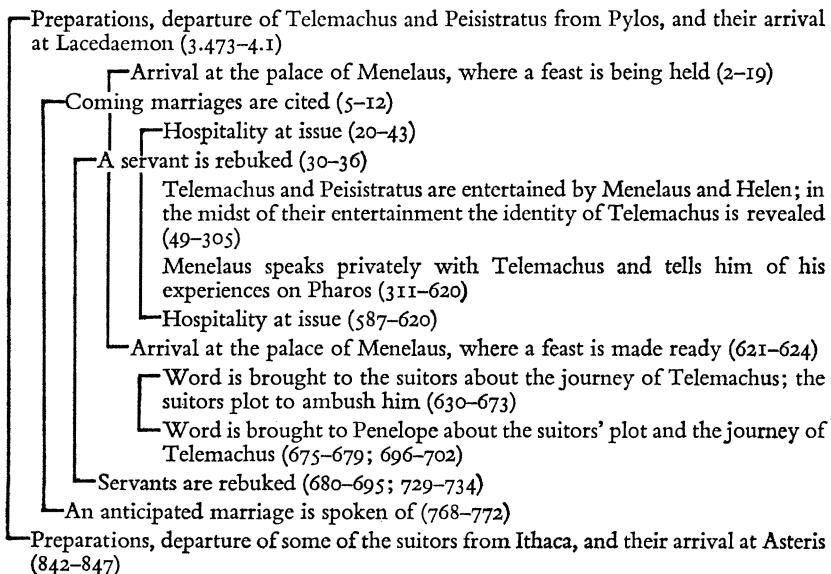 Preparations, departure of Telemachus and Peisistratus from Pylos, and their arrival
at Lacedaemon (3.473–4.1)
Arrival at the palace of Menelaus, where a feast is being held (2–19)
Coming marriages are cited (5–12)
Hospitality at issue (20–43)
A servant is rebuked (30–36)
Telemachus and Peisistratus are entertained by Menelaus and Helen; in
the midst of their entertainment the identity of Telemachus is revealed
(49–305)
Menelaus speaks privately with Telemachus and tells him of his
experiences on Pharos (311–620)
Hospitality at issue (587–620)
Arrival at the palace of Menelaus, where a feast is made ready (621–624)
Word is brought to the suitors about the journey of Telemachus; the
suitors plot to ambush him (630–673)
Word is brought to Penelope about the suitors' plot and the journey of
Telemachus (675–679; 696–702)
Servants are rebuked (680–695; 729–734)
An anticipated marriage is spoken of (768–772)
Preparations, departure of some of the suitors from Ithaca, and their arrival at Asteris
(842–847)